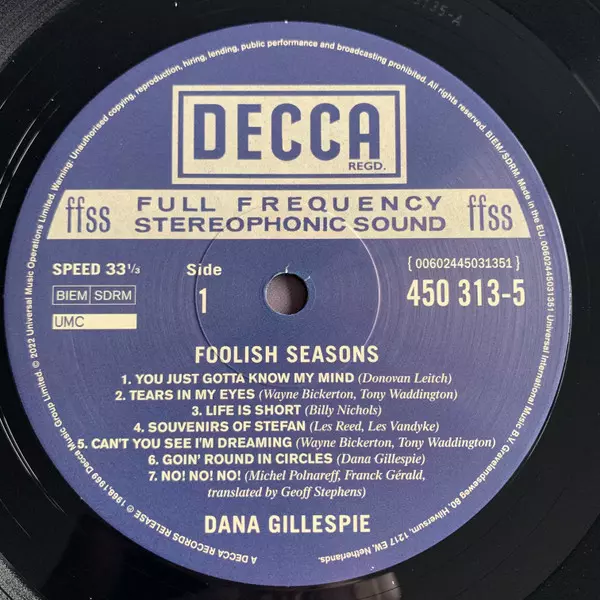 5135-A
Warning: Unauthorised copying, reproduction, hiring, lending, public performance and broadcasting prohibited. All rights reserved. BIEM/SDRM. Made in the EU. 00602445031351 Universal International Music B.V. Gravelandseweg 80, Hilversum, 1217 EW, Netherlands.
DECCA
REGD.
ffss FULL FREQUENCY ffss
STEREOPHONIC SOUND
SPEED 33 1/3
Side
{00602445031351}
BIEM SDRM
1
450 313-5
UMC
FOOLISH SEASONS
1. YOU JUST GOTTA KNOW MY MIND (Donovan Leitch)
2. TEARS IN MY EYES (Wayne Bickerton, Tony Waddington)
3. LIFE IS SHORT (Billy Nichols)
4. SOUVENIRS OF STEFAN (Les Reed, Les Vandyke)
5. CAN'T YOU SEE I'M DREAMING (Wayne Bickerton, Tony Waddington)
6. GOIN' ROUND IN CIRCLES (Dana Gillespie)
7. NO! NO! NO! (Michel Polnareff, Franck Gérald,
translated by Geoff Stephens)
DANA GILLESPIE
A DECCA RECORDS RELEASE ℗ 1968,1969 Decca Music Group Limited. © 2022 Universal Music Operations Limited.